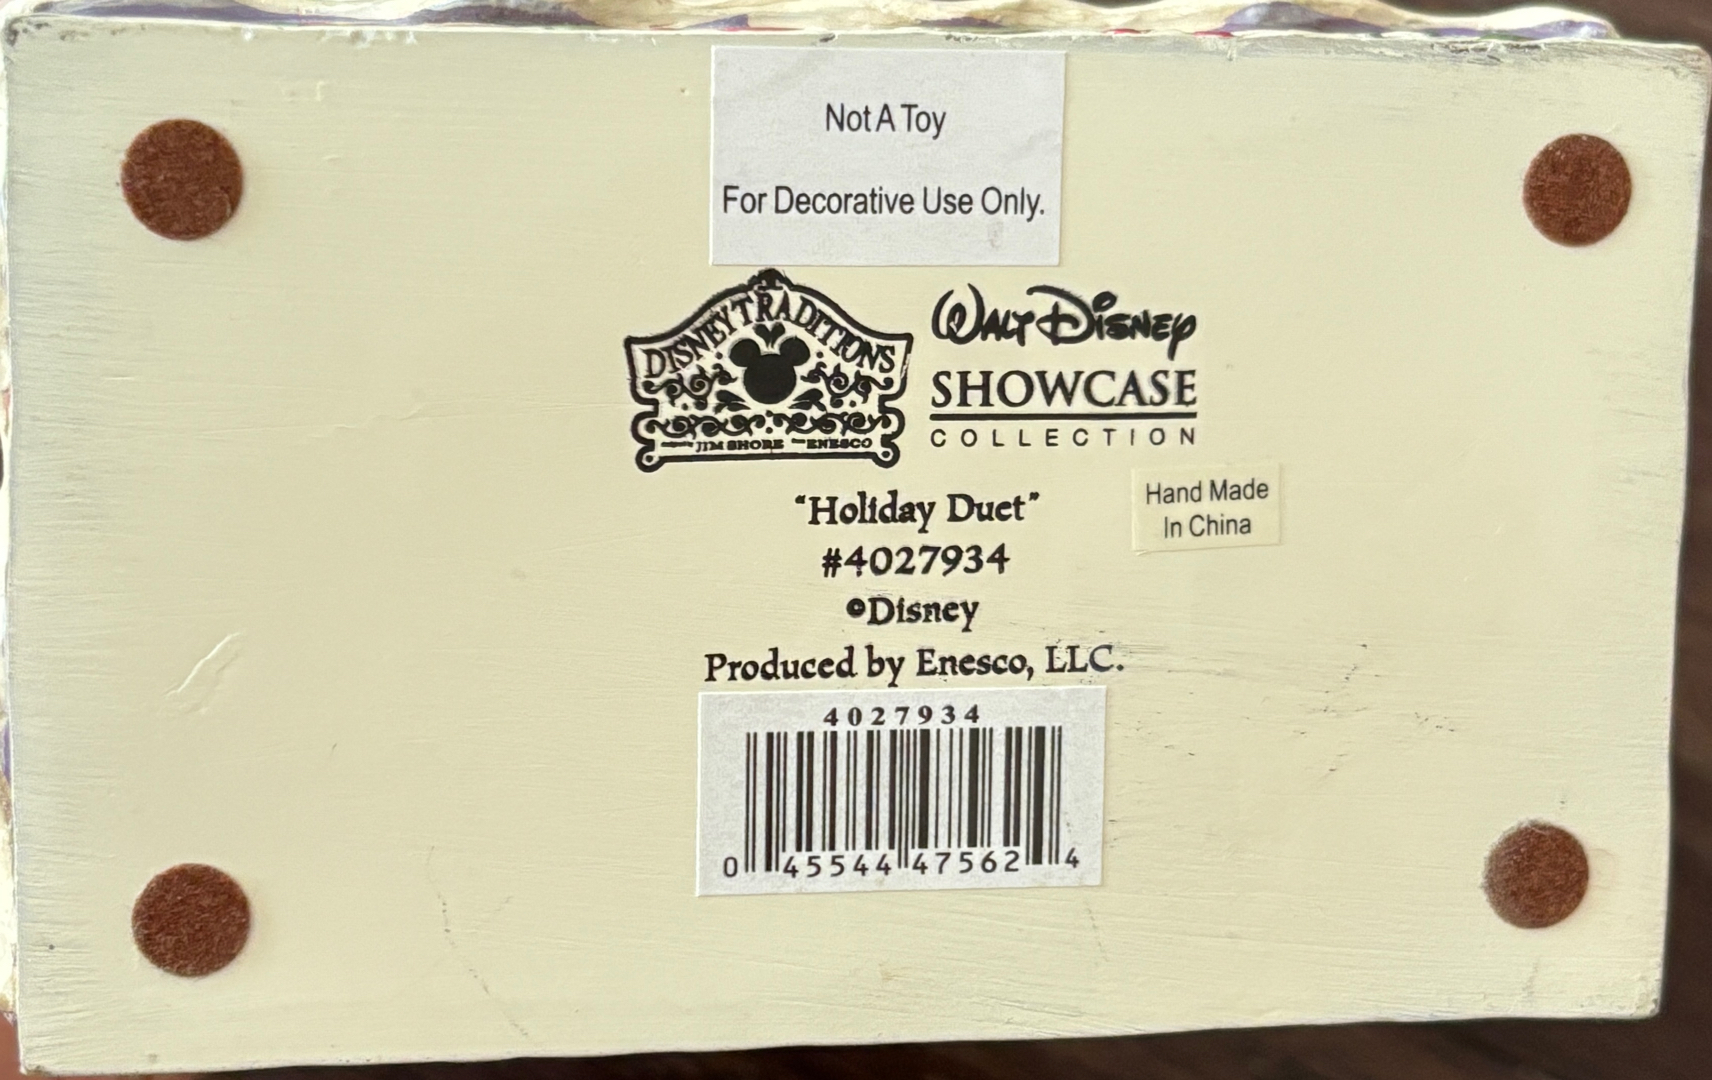 Not A Toy
For Decorative Use Only.
DISNEY TRADITIONS
JIM SHORE ENESCO
WALT DISNEY
SHOWCASE
COLLECTION
"Holiday Duet"
Hand Made
In China
#4027934
©Disney
Produced by Enesco, LLC.
4027934
0 45544 47562 4